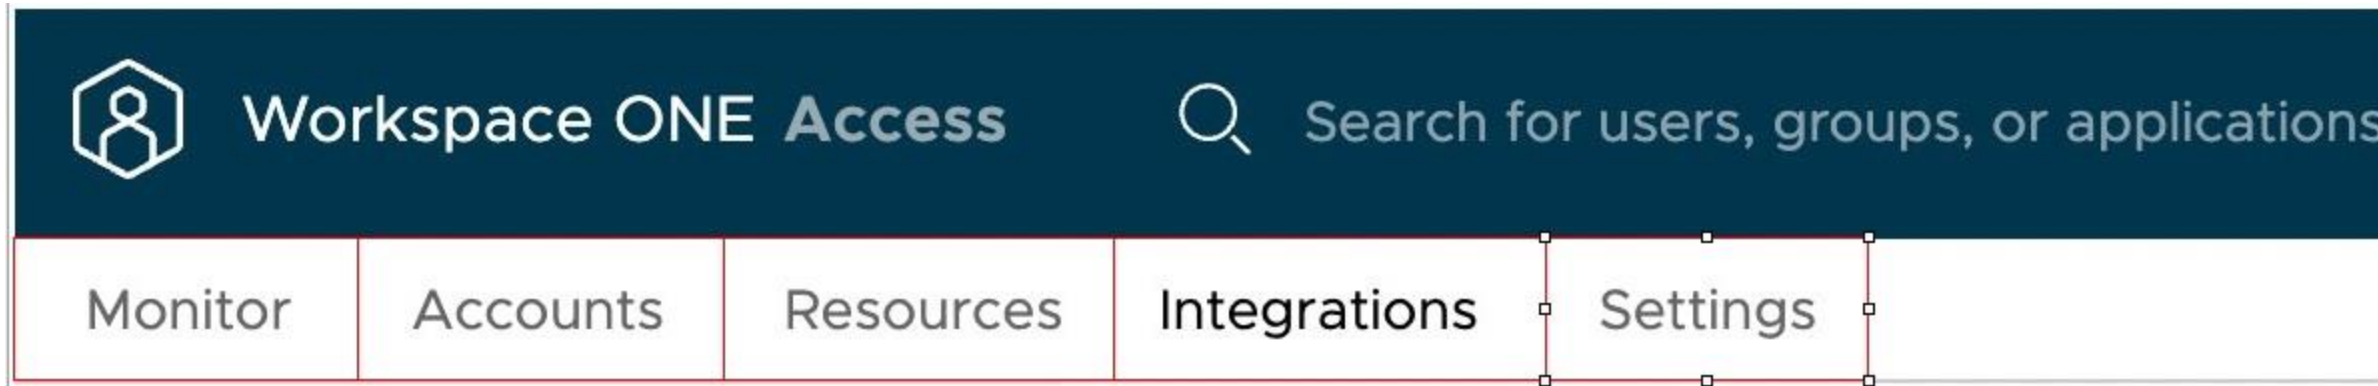 Workspace ONE Access
Search for users, groups, or applications
Monitor Accounts Resources Integrations Settings